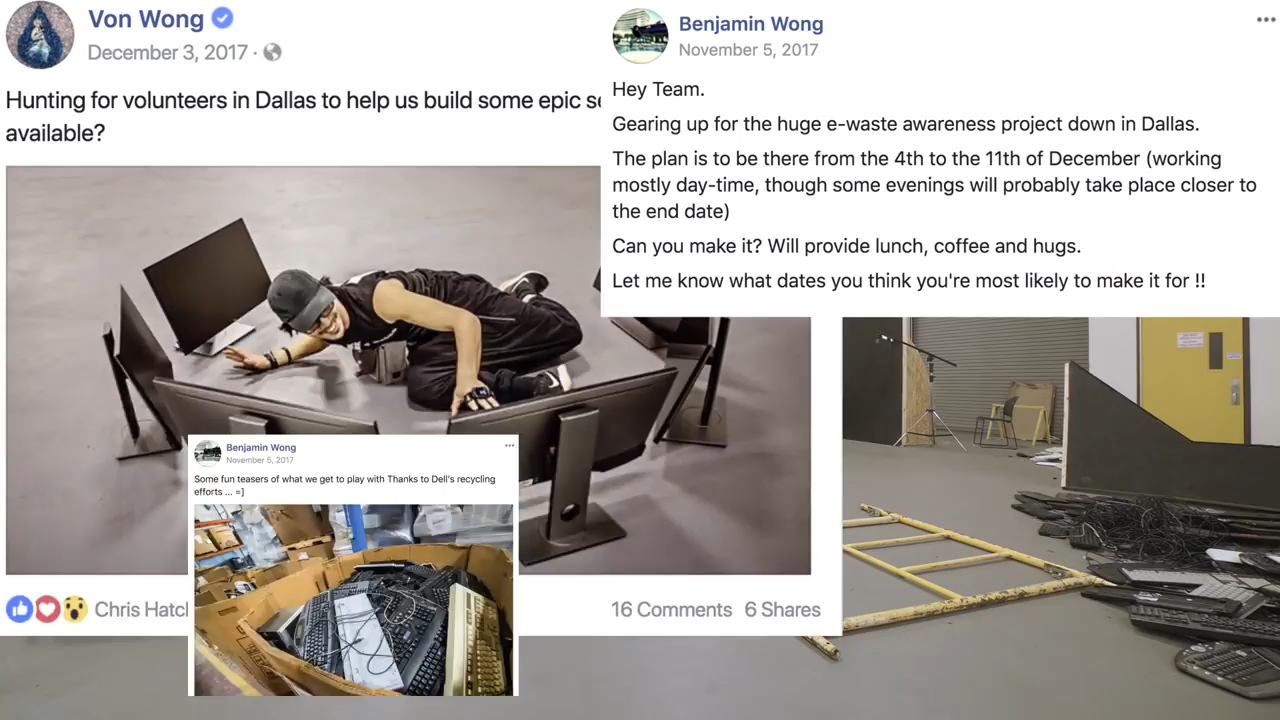 Von Wong
December 3, 2017 ·
Hunting for volunteers in Dallas to help us build some epic
available?
Chris
16 Comments 6 Shares
Benjamin Wong
November 5, 2017
Hey Team.
Gearing up for the huge e-waste awareness project down in Dallas.
The plan is to be there from the 4th to the 11th of December (working
mostly day-time, though some evenings will probably take place closer to
the end date)
Can you make it? Will provide lunch, coffee and hugs.
Let me know what dates you think you're most likely to make it for !!
Benjamin Wong
November 5, 2017
Some fun teasers of what we get to play with Thanks to Dell's recycling
efforts ... =]